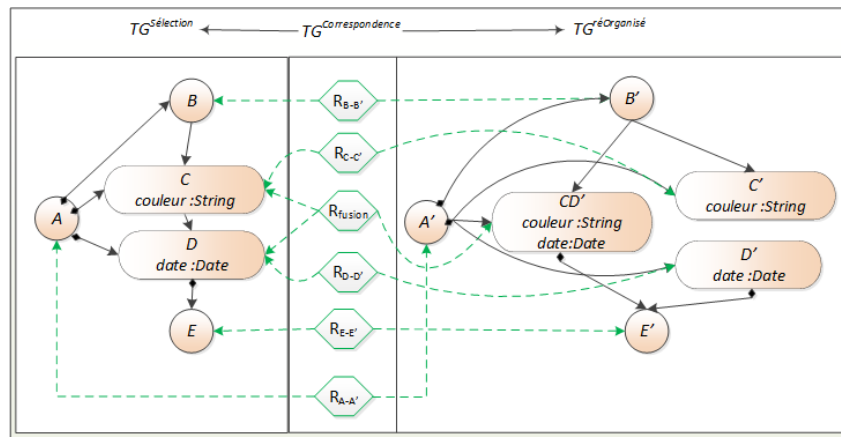 TG^Sélection TG^Correspondence TG^réOrganisé
B
C
couleur :String
A
D
date :Date
E
R_B-B'
R_C-C'
R_fusion
R_D-D'
R_E-E'
R_A-A'
B'
C'
couleur :String
CD'
couleur :String
date:Date
A'
D'
date :Date
E'